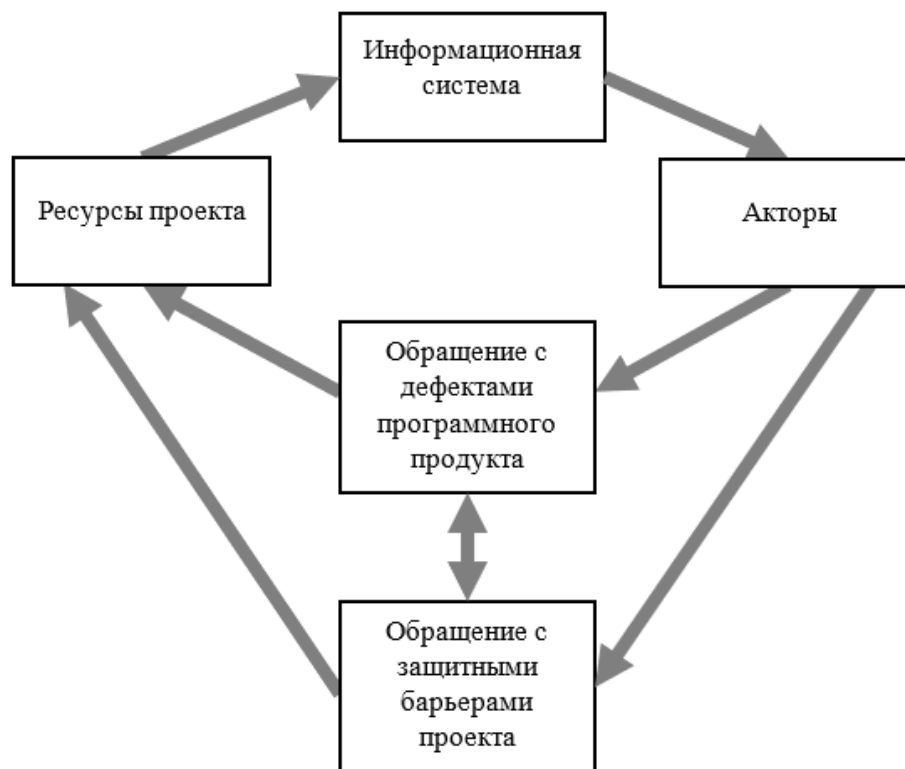 Информационная
система
Ресурсы проекта
Акторы
Обращение с
дефектами
программного
продукта
Обращение с
защитными
барьерами
проекта